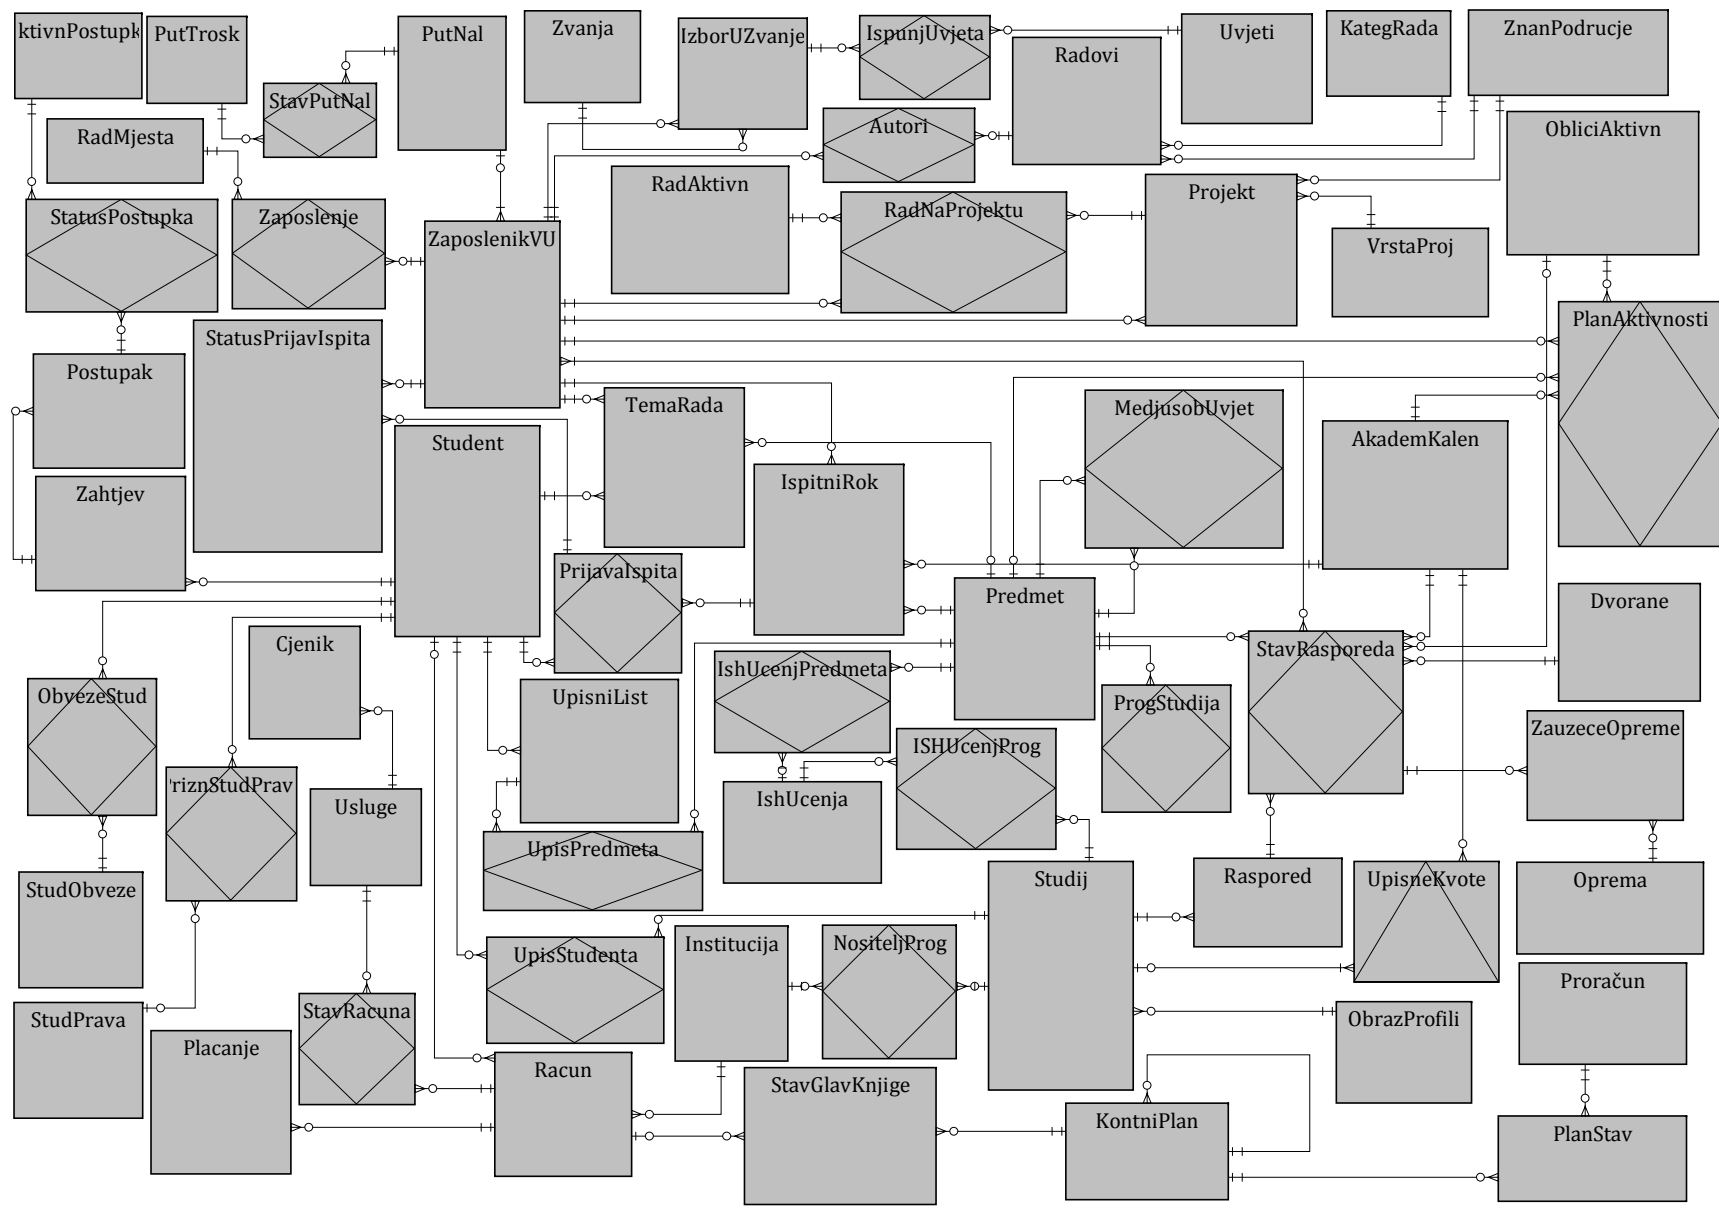 ktivnPostupk
PutTrosk
PutNal
Zvanja
IzborUZvanje
IspunjUvjeta
Uvjeti
KategRada
ZnanPodrucje
Radovi
StavPutNal
RadMjesta
Autori
ObliciAktivn
RadAktivn
Projekt
StatusPostupka
Zaposlenje
ZaposlenikVU
RadNaProjektu
VrstaProj
StatusPrijavIspita
PlanAktivnosti
Postupak
TemaRada
MedjusobUvjet
Student
AkademKalen
Zahtjev
IspitniRok
PrijavaIspita
Predmet
Dvorane
Cjenik
StavRasporeda
ObvezeStud
UpisniList
IshUcenjPredmeta
ProgStudija
ZauzeceOpreme
riznStudPrav
Usluge
ISHUcenjProg
IshUcenja
UpisPredmeta
StudObveze
Studij
Raspored
UpisneKvote
Oprema
UpisStudenta
Institucija
NositeljProg
Proračun
StudPrava
StavRacuna
ObrazProfili
Placanje
Racun
StavGlavKnjige
KontniPlan
PlanStav